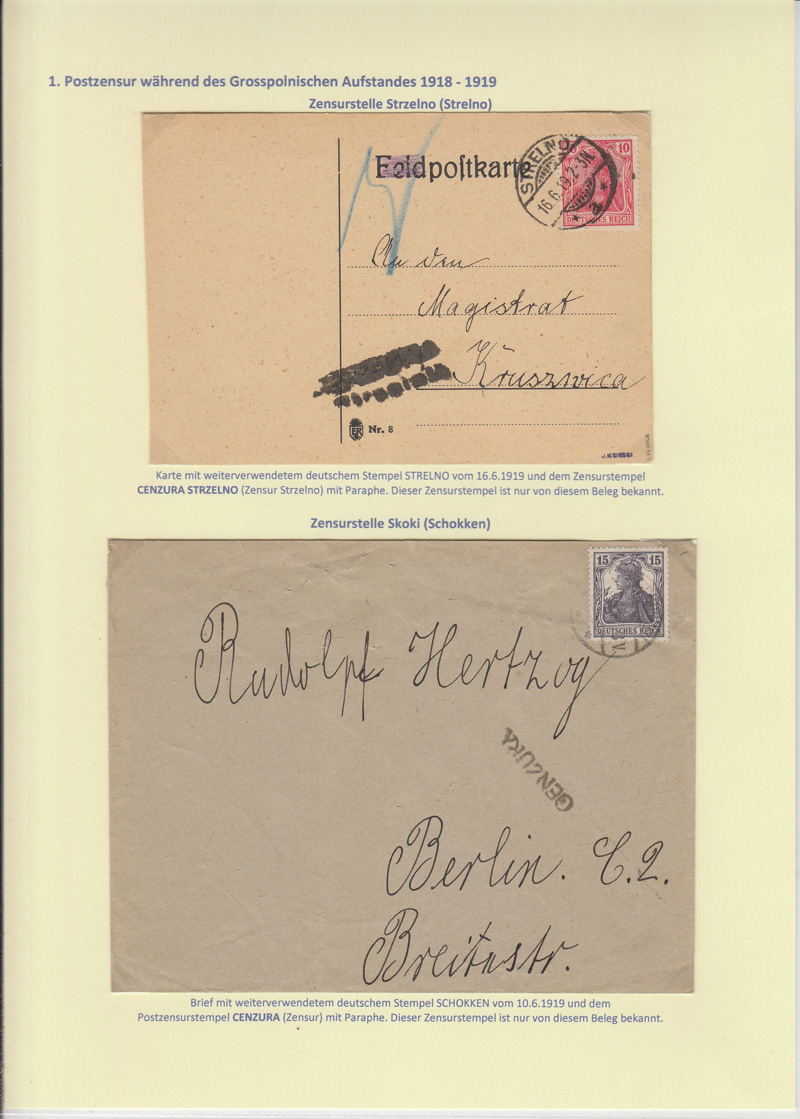 1. Postzensur während des Grosspolnischen Aufstandes 1918 - 1919
Zensurstelle Strzelno (Strelno)
Feldpostkarte
STRELNO
16.6.19.2-3N.
a
10
DEUTSCHES REICH
An den
Magistrat
Kruszwica
Nr. 8
Karte mit weiterverwendetem deutschem Stempel STRELNO vom 16.6.1919 und dem Zensurstempel
CENZURA STRZELNO (Zensur Strzelno) mit Paraphe. Dieser Zensurstempel ist nur von diesem Beleg bekannt.
Zensurstelle Skoki (Schokken)
15 15
DEUTSCHES REICH
Rudolph Hertzog
CENZURA
Berlin. C.2.
Breitestr.
Brief mit weiterverwendetem deutschem Stempel SCHOKKEN vom 10.6.1919 und dem
Postzensurstempel CENZURA (Zensur) mit Paraphe. Dieser Zensurstempel ist nur von diesem Beleg bekannt.